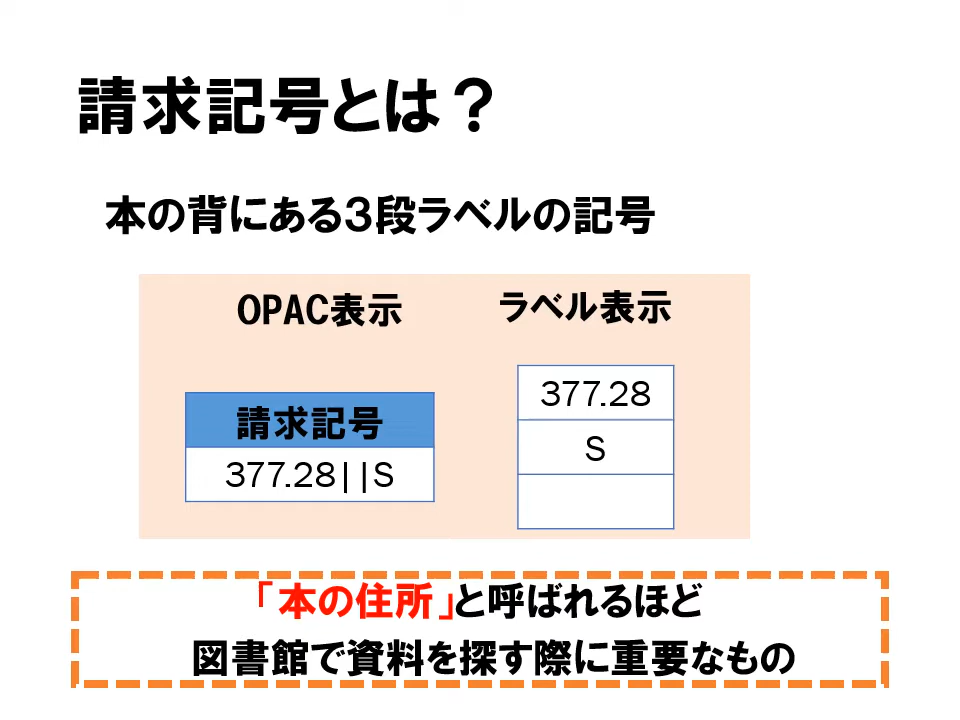 請求記号とは？
本の背にある３段ラベルの記号
OPAC表示
ラベル表示
請求記号
377.28||S
377.28
S
「本の住所」と呼ばれるほど
図書館で資料を探す際に重要なもの